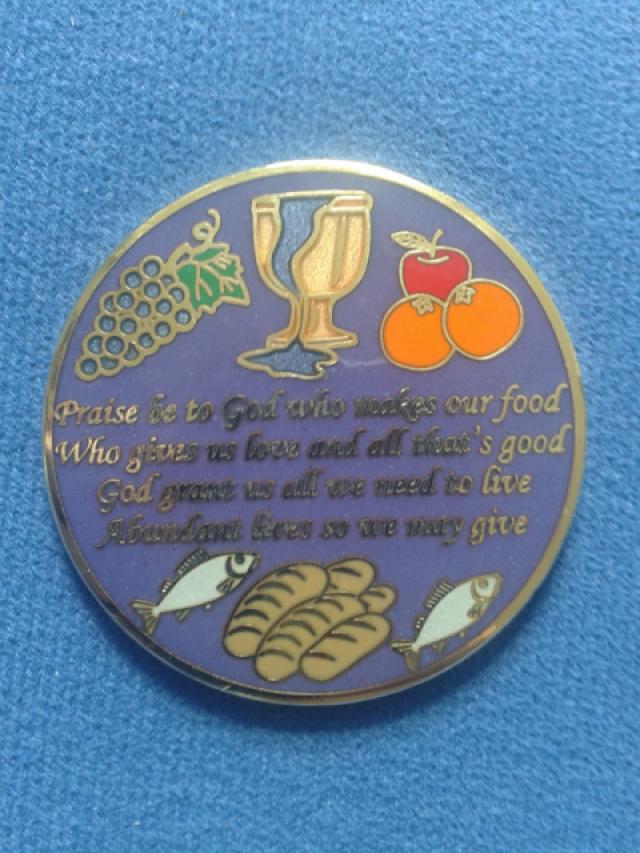 Praise be to God who makes our food
Who gives us love and all that's good
God grant us all we need to live
Abundant lives so we may give